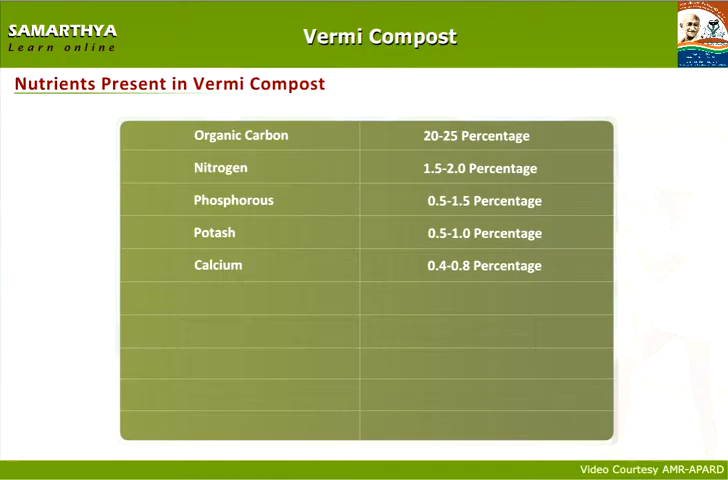 SAMARTHYA
Learn online
Vermi Compost
Nutrients Present in Vermi Compost
Organic Carbon 20-25 Percentage
Nitrogen 1.5-2.0 Percentage
Phosphorous 0.5-1.5 Percentage
Potash 0.5-1.0 Percentage
Calcium 0.4-0.8 Percentage
Video Courtesy AMR-APARD